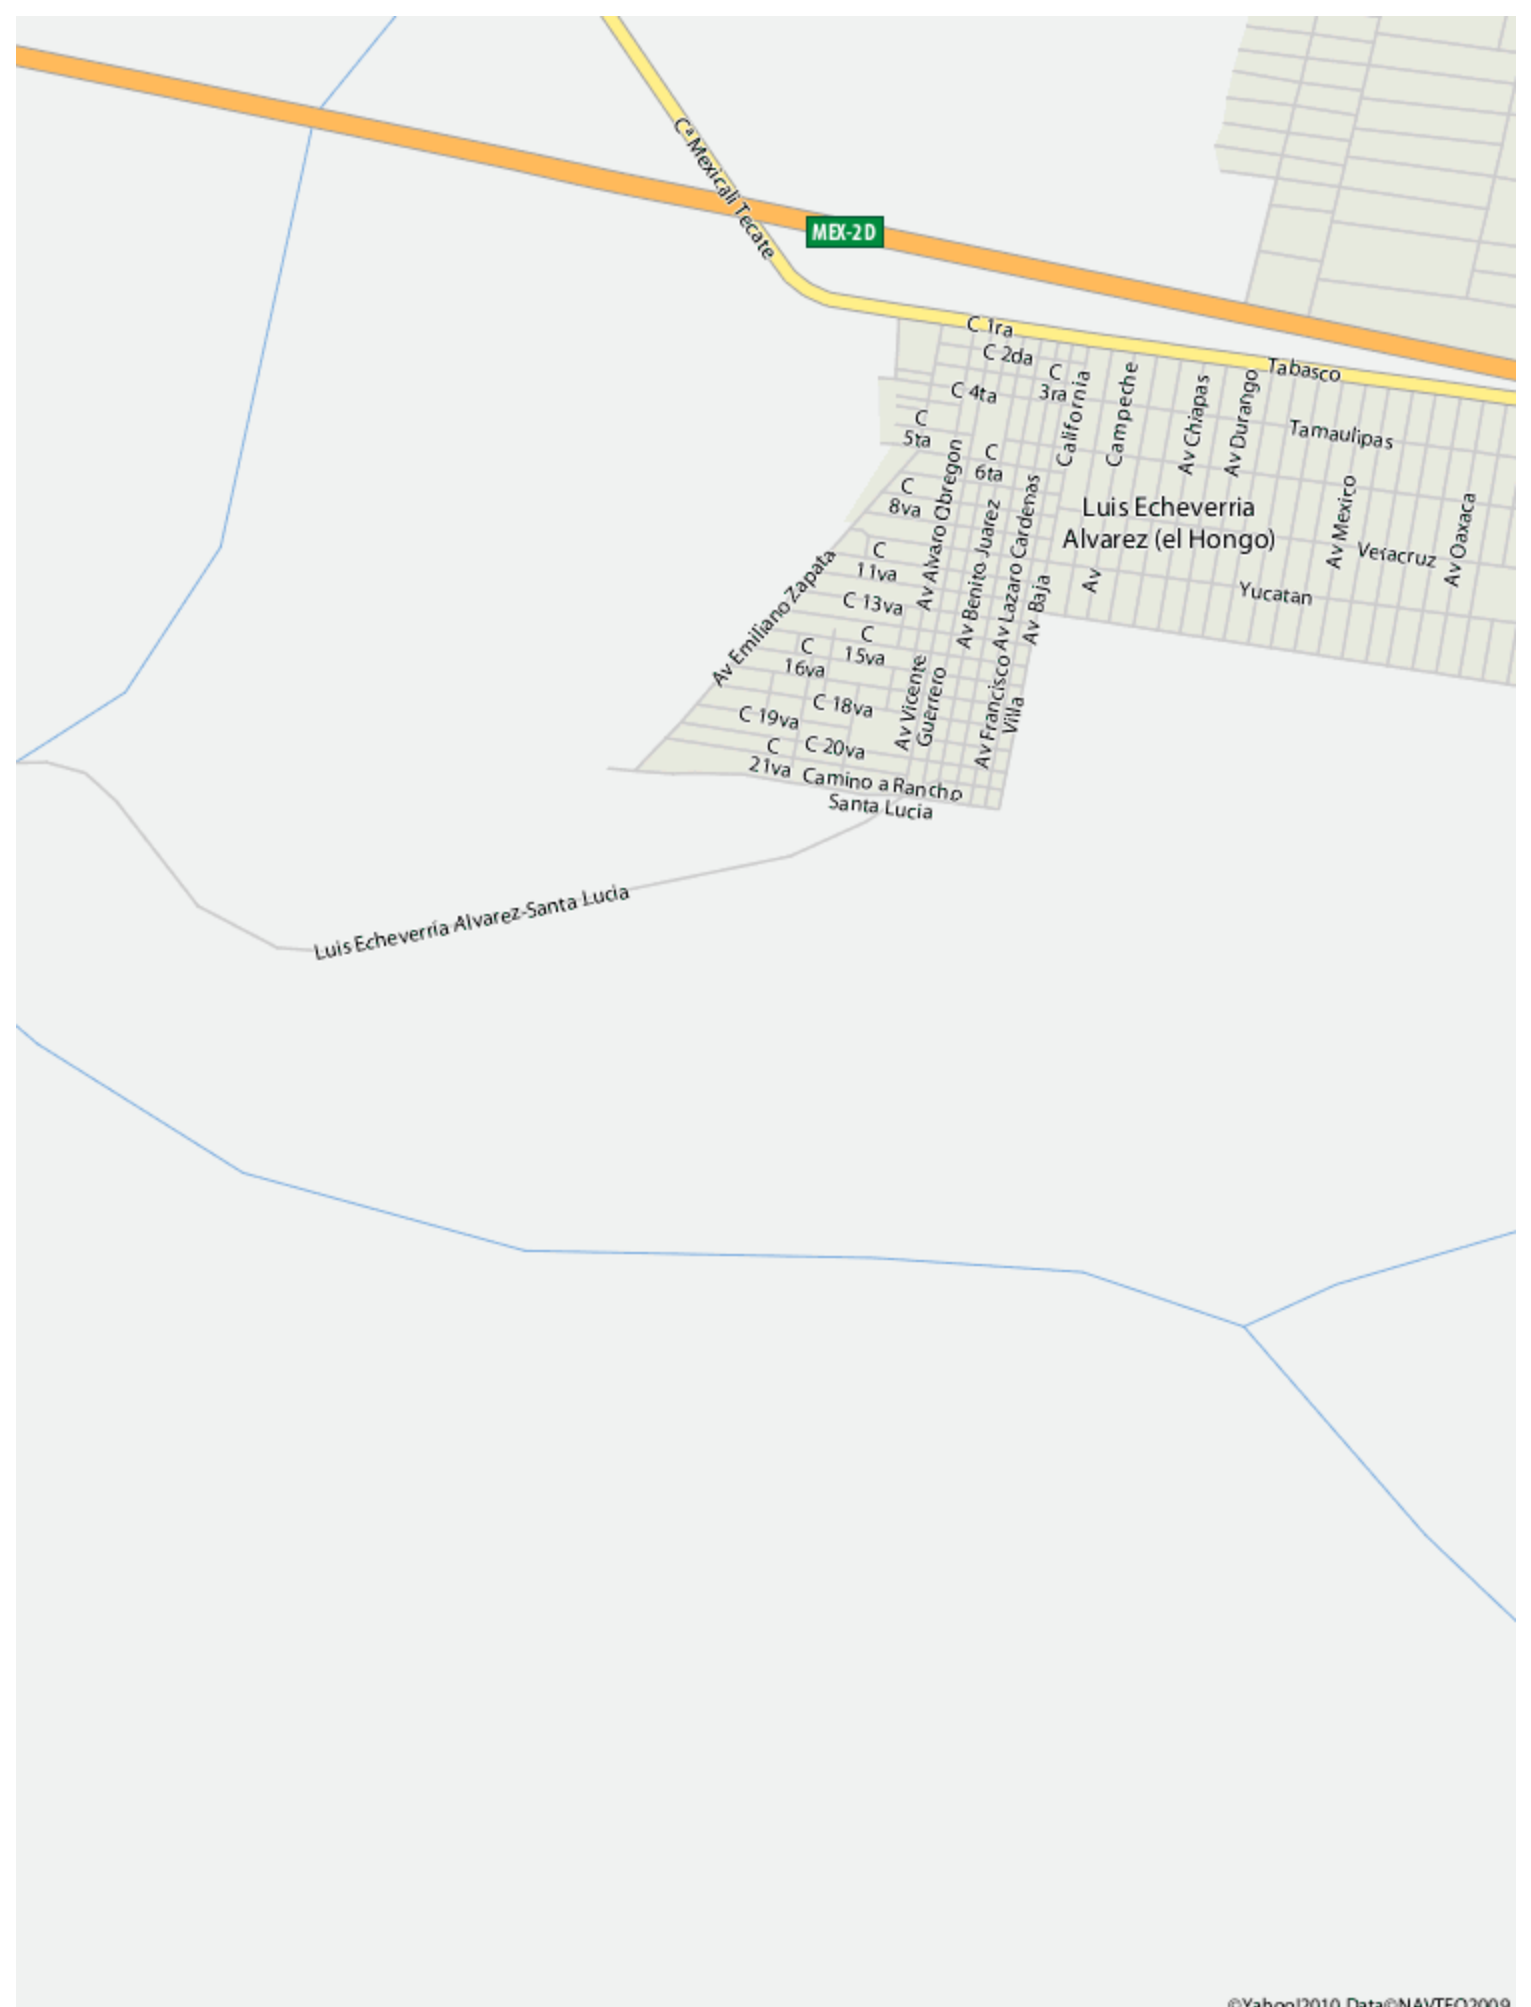 Cª Mexicali Tecate
MEX-2D
C 1ra
Tabasco
C 2da
C
3ra
C 4ta
California
Campeche
Av Chiapas
Av Durango
Tamaulipas
C
5ta
C
6ta
Av Alvaro Obregon
C
8va
Av Benito Juarez
Av Lazaro Cardenas
Luis Echeverria
Alvarez (el Hongo)
Av Mexico
Veracruz
Av Oaxaca
C
11va
Av Baja
Av
Yucatan
C 13va
Av Emiliano Zapata
C
15va
C
16va
Av Vicente
Guerrero
Av Francisco
Villa
C 18va
C 19va
C 20va
C
21va
Camino a Rancho
Santa Lucia
Luis Echeverría Alvarez-Santa Lucia
©Yahoo!2010 Data©NAVTEQ2009